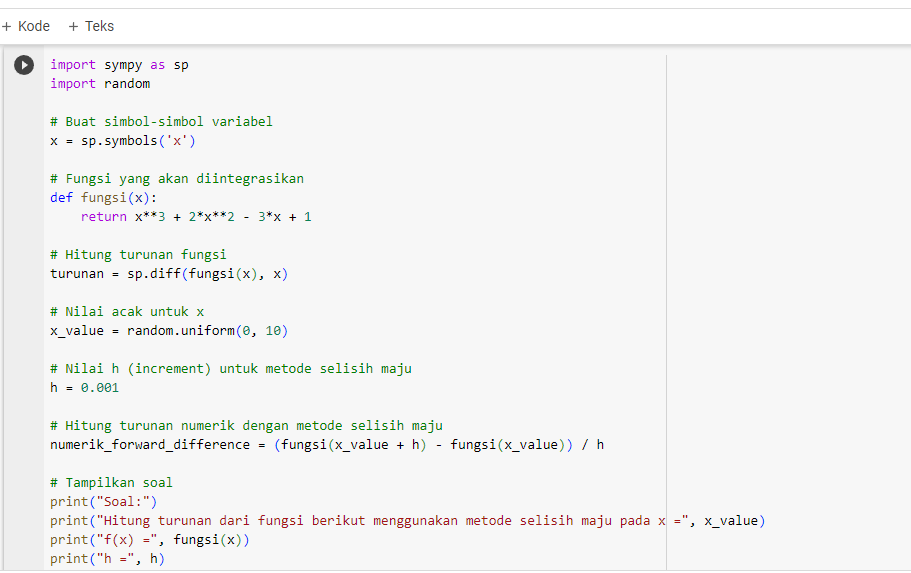 + Kode + Teks
import sympy as sp
import random
# Buat simbol-simbol variabel
x = sp.symbols('x')
# Fungsi yang akan diintegrasikan
def fungsi(x):
    return x**3 + 2*x**2 - 3*x + 1
# Hitung turunan fungsi
turunan = sp.diff(fungsi(x), x)
# Nilai acak untuk x
x_value = random.uniform(0, 10)
# Nilai h (increment) untuk metode selisih maju
h = 0.001
# Hitung turunan numerik dengan metode selisih maju
numerik_forward_difference = (fungsi(x_value + h) - fungsi(x_value)) / h
# Tampilkan soal
print("Soal:")
print("Hitung turunan dari fungsi berikut menggunakan metode selisih maju pada x =", x_value)
print("f(x) =", fungsi(x))
print("h =", h)